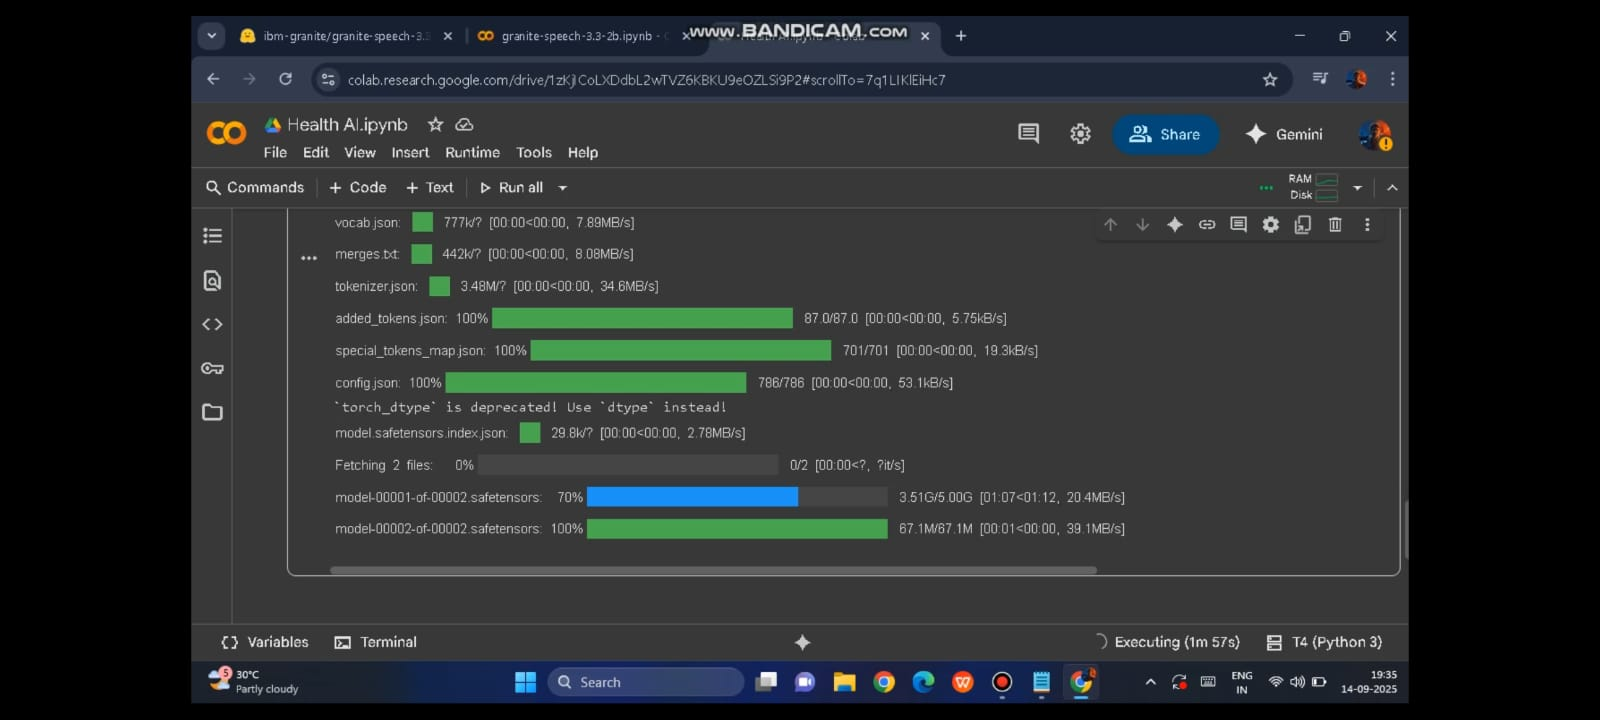 www.BANDICAM.com
ibm-granite/granite-speech-3.3
granite-speech-3.3-2b.ipynb - C
colab.research.google.com/drive/
#scrollTo=7q1LIKlEiHc7
Health AI.ipynb
Share
Gemini
File Edit View Insert Runtime Tools Help
Commands + Code + Text Run all
RAM
Disk
vocab.json: 777k/? [00:00<00:00, 7.89MB/s]
merges.txt: 442k/? [00:00<00:00, 8.08MB/s]
tokenizer.json: 3.48M/? [00:00<00:00, 34.6MB/s]
added_tokens.json: 100% 87.0/87.0 [00:00<00:00, 5.75kB/s]
special_tokens_map.json: 100% 701/701 [00:00<00:00, 19.3kB/s]
config.json: 100% 786/786 [00:00<00:00, 53.1kB/s]
`torch_dtype` is deprecated! Use `dtype` instead!
model.safetensors.index.json: 29.8k/? [00:00<00:00, 2.78MB/s]
Fetching 2 files: 0% 0/2 [00:00<?, ?it/s]
model-00001-of-00002.safetensors: 70% 3.51G/5.00G [01:07<01:12, 20.4MB/s]
model-00002-of-00002.safetensors: 100% 67.1M/67.1M [00:01<00:00, 39.1MB/s]
Variables Terminal Executing (1m 57s) T4 (Python 3)
5
30°C
Partly cloudy
Search
ENG
IN
19:35
14-09-2025